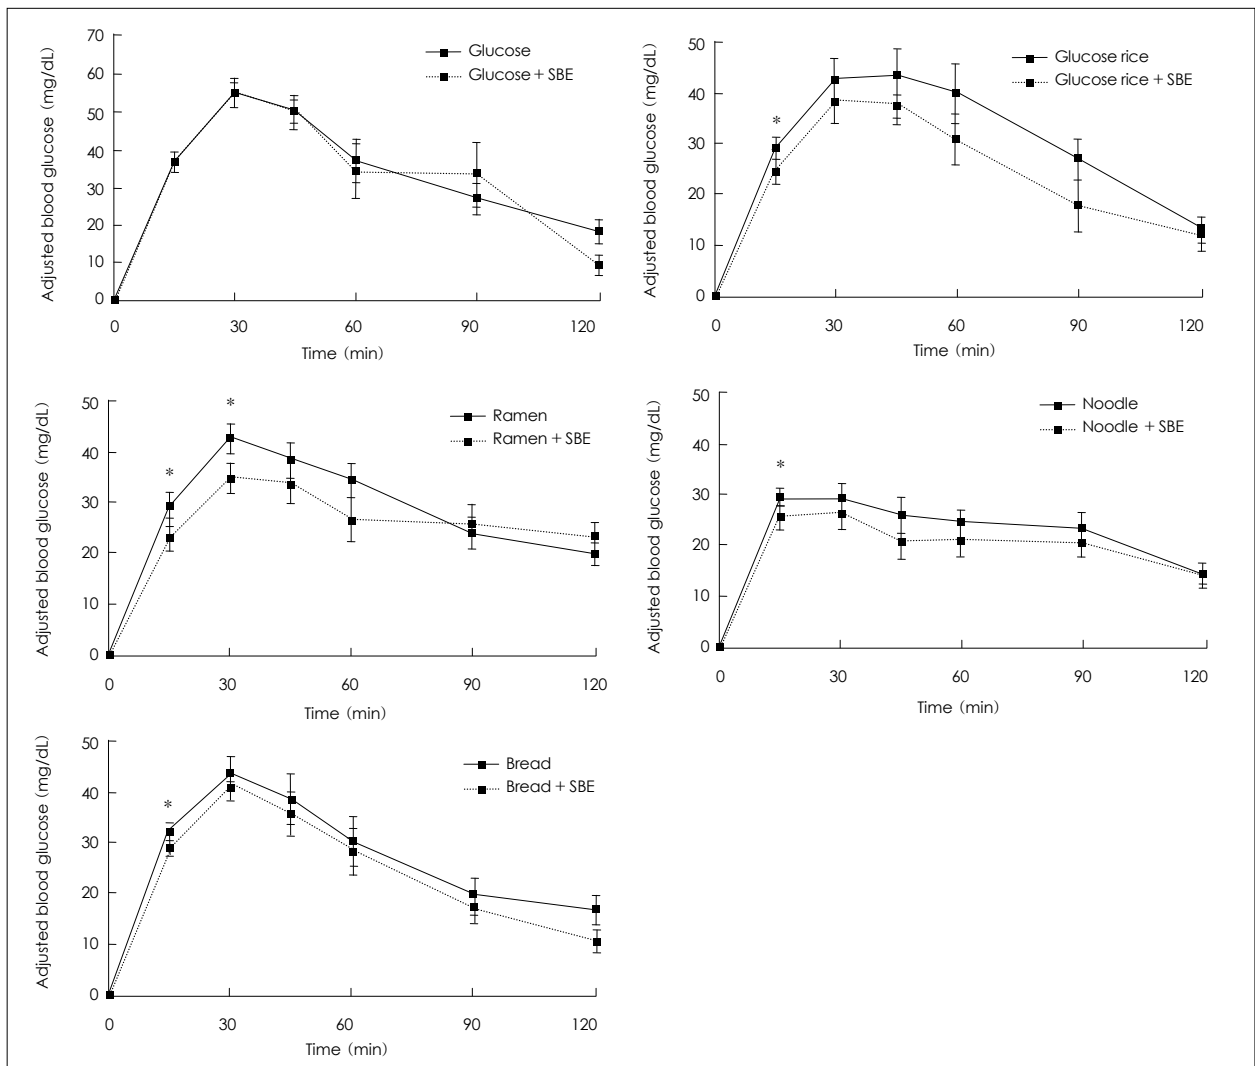 Adjusted blood glucose (mg/dL)
70
60
50
40
30
20
10
0
Glucose
Glucose + SBE
0 30 60 90 120
Time (min)
Adjusted blood glucose (mg/dL)
50
40
30
20
10
0
*
Glucose rice
Glucose rice + SBE
0 30 60 90 120
Time (min)
Adjusted blood glucose (mg/dL)
50
40
30
20
10
0
*
*
Ramen
Ramen + SBE
0 30 60 90 120
Time (min)
Adjusted blood glucose (mg/dL)
50
40
30
20
10
0
*
Noodle
Noodle + SBE
0 30 60 90 120
Time (min)
Adjusted blood glucose (mg/dL)
50
40
30
20
10
0
*
Bread
Bread + SBE
0 30 60 90 120
Time (min)